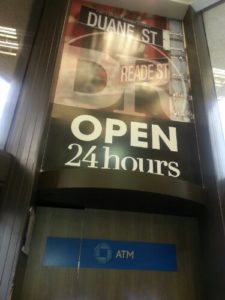 DUANE ST
READE ST
DR
OPEN
24 hours
ATM